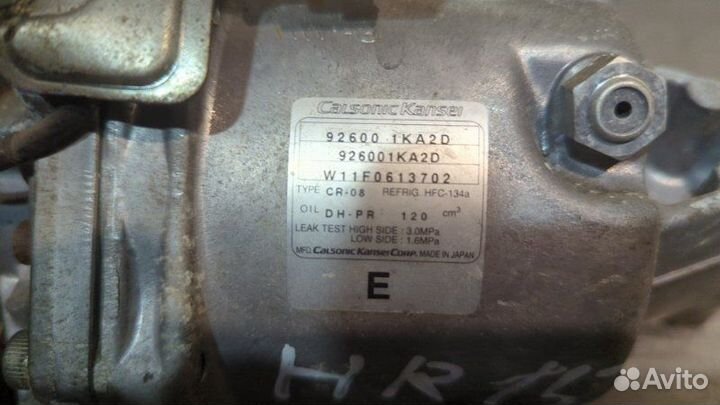 Calsonic Kansei
92600 1KA2D
926001KA2D
W11F0613702
TYPE CR-08 REFRIG. HFC-134a
OIL DH-PR 120 cm³
LEAK TEST HIGH SIDE : 3.0MPa
LOW SIDE : 1.6MPa
MFD. Calsonic Kansei Corp. MADE IN JAPAN
E
HR
Avito